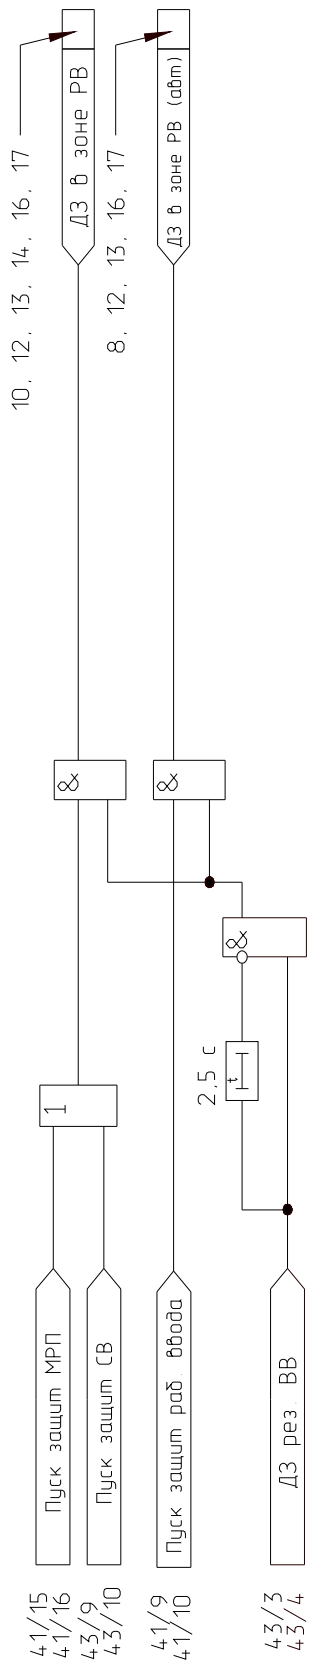 41/15
41/16
Пуск защит МРП
43/9
43/10
Пуск защит СВ
1
&
ДЗ в зоне РВ
10, 12, 13, 14, 16, 17
41/9
41/10
Пуск защит раб. ввода
&
ДЗ в зоне РВ (авт)
8, 12, 13, 16, 17
43/3
43/4
ДЗ рез. ВВ
2,5 с
t
&